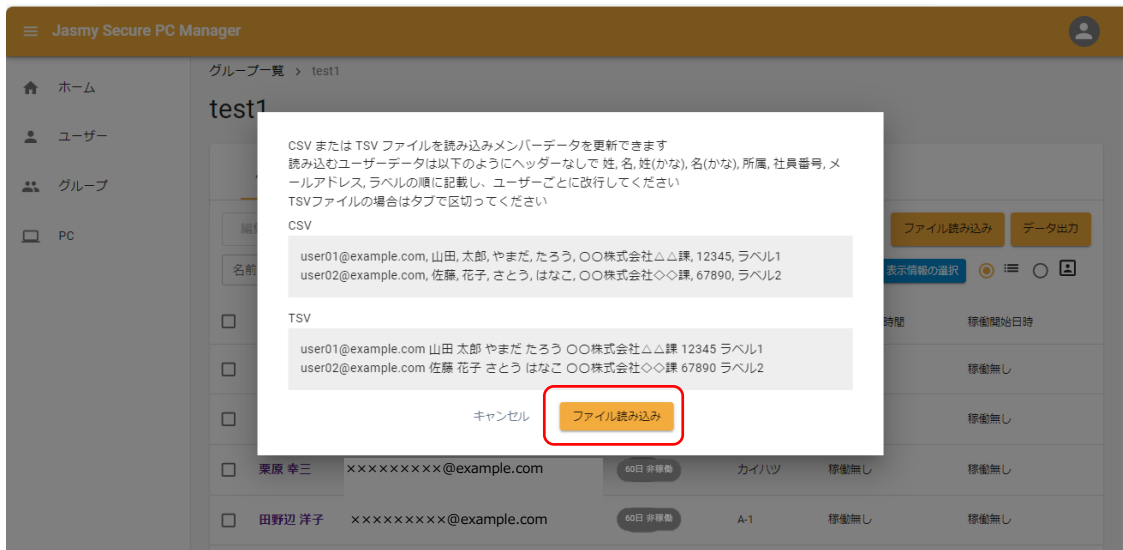 Jasmy Secure PC Manager
グループ一覧 › test1
ホーム
test1
ユーザー
グループ
PC
CSV または TSV ファイルを読み込みメンバーデータを更新できます
読み込むユーザーデータは以下のようにヘッダーなしで 姓, 名, 姓(かな), 名(かな), 所属, 社員番号, メ
ールアドレス, ラベルの順に記載し、ユーザーごとに改行してください
TSVファイルの場合はタブで区切ってください
CSV
user01@example.com, 山田, 太郎, やまだ, たろう, 〇〇株式会社△△課, 12345, ラベル1
user02@example.com, 佐藤, 花子, さとう, はなこ, 〇〇株式会社◇◇課, 67890, ラベル2
TSV
user01@example.com 山田 太郎 やまだ たろう 〇〇株式会社△△課 12345 ラベル1
user02@example.com 佐藤 花子 さとう はなこ 〇〇株式会社◇◇課 67890 ラベル2
キャンセル ファイル読み込み
ファイル読み込み データ出力
名前 表示情報の選択
時間 稼働開始日時
稼働無し
稼働無し
栗原 幸三 ×××××××××@example.com 60日 非稼働 カイハツ 稼働無し 稼働無し
田野辺 洋子 ×××××××××@example.com 60日 非稼働 A-1 稼働無し 稼働無し